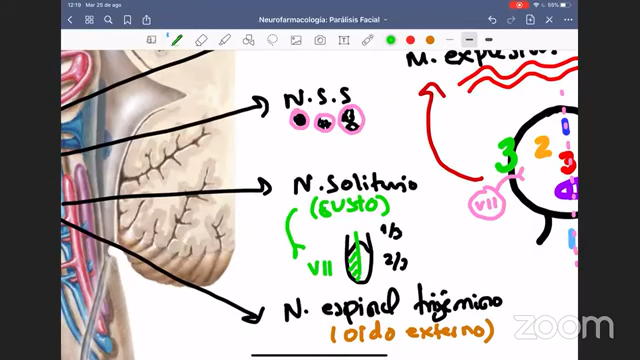 12:19 Mar 25 de ago
Neurofarmacología: Parálisis Facial
55%
M. expresión
N.S.S
3 2
3
VII
N. Solitario
(GUSTO)
1/3
VII 2/3
N. espinal trigémino
(oído externo)
zoom